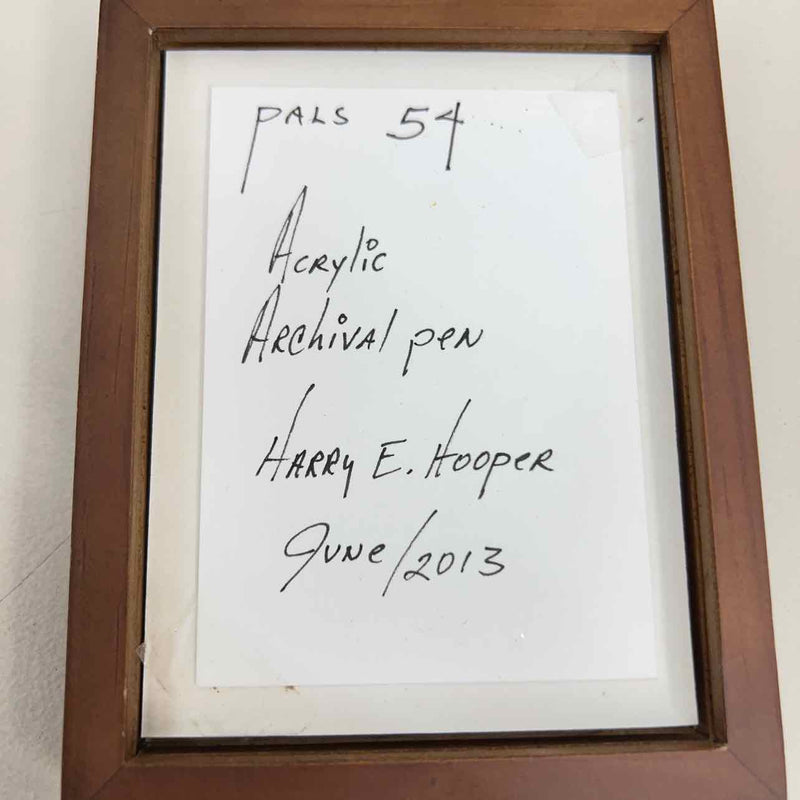 PALS 54
Acrylic
Archival pen
Harry E. Hooper
June/2013